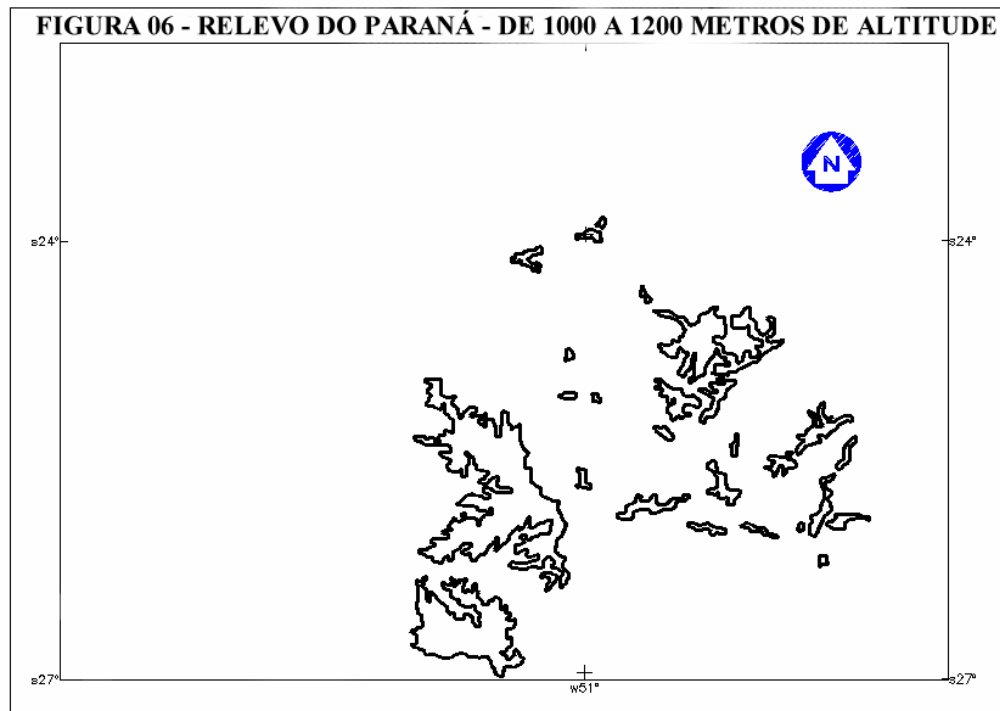 FIGURA 06 - RELEVO DO PARANÁ - DE 1000 A 1200 METROS DE ALTITUDE
N
s24°
s24°
s27°
w51°
s27°